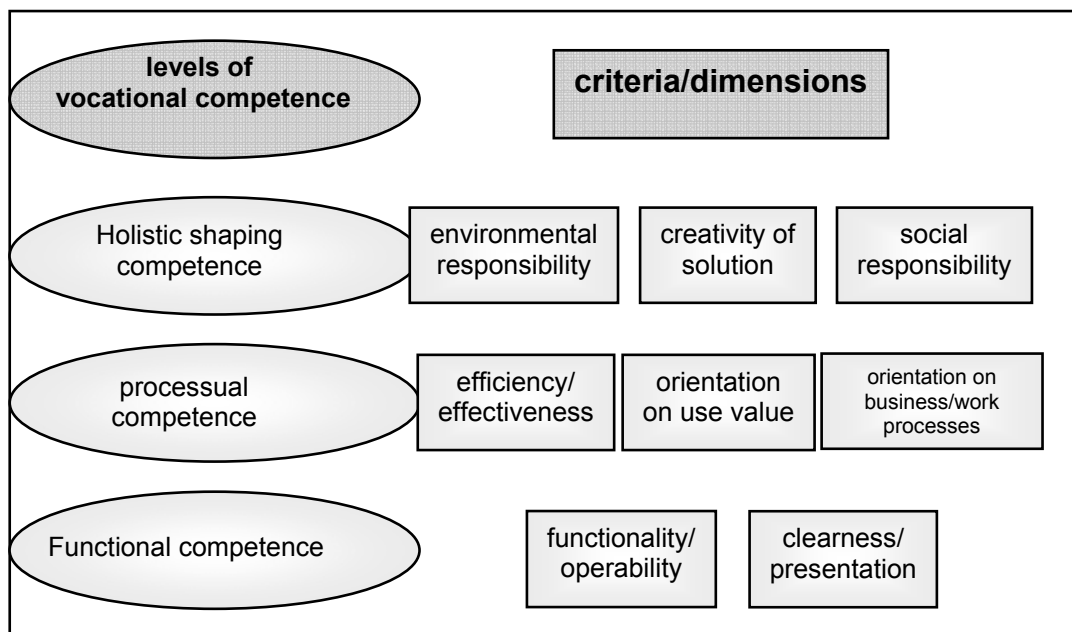 levels of
vocational competence
criteria/dimensions
Holistic shaping
competence
environmental
responsibility
creativity of
solution
social
responsibility
processual
competence
efficiency/
effectiveness
orientation
on use value
orientation on
business/work
processes
Functional competence
functionality/
operability
clearness/
presentation